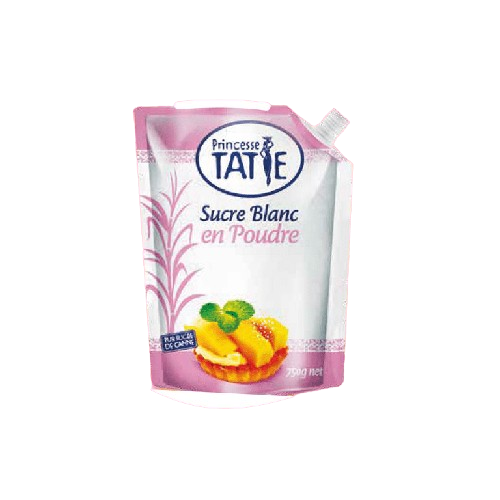 Princesse
TATIE
Sucre Blanc
en Poudre
PUR SUCRE
DE CANNE
750g net